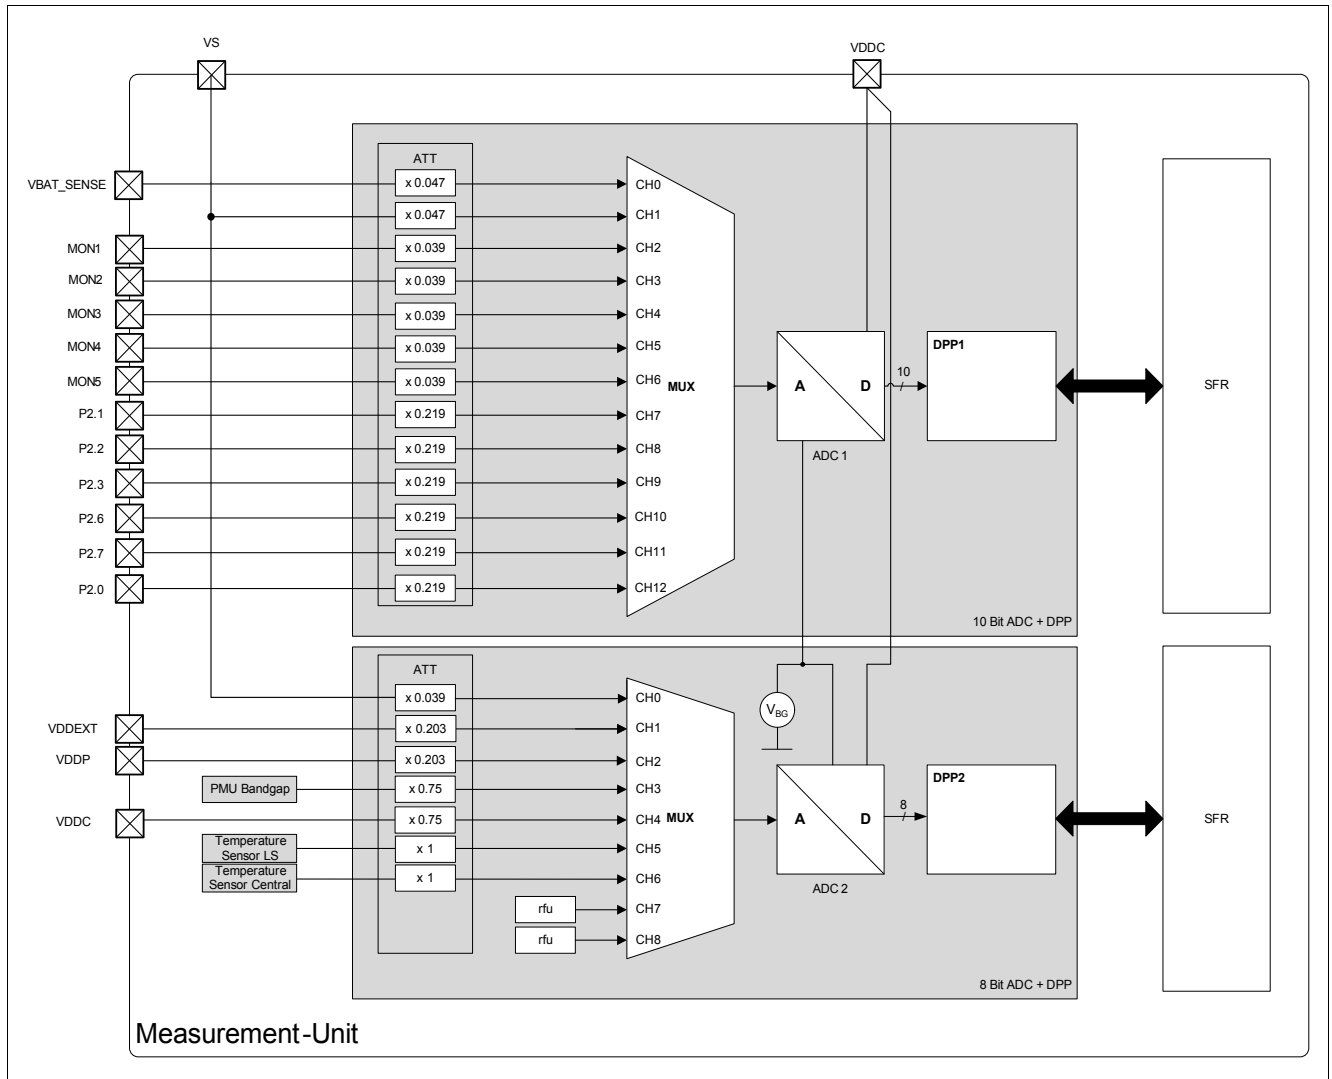 VS
VDDC
ATT
VBAT_SENSE
x 0.047
CH0
x 0.047
CH1
MON1
x 0.039
CH2
MON2
x 0.039
CH3
MON3
x 0.039
CH4
MON4
x 0.039
CH5
MON5
x 0.039
CH6
MUX
P2.1
x 0.219
CH7
P2.2
x 0.219
CH8
P2.3
x 0.219
CH9
P2.6
x 0.219
CH10
P2.7
x 0.219
CH11
P2.0
x 0.219
CH12
A
D
ADC 1
10
DPP1
SFR
10 Bit ADC + DPP
ATT
x 0.039
CH0
VDDEXT
x 0.203
CH1
VDDP
x 0.203
CH2
PMU Bandgap
x 0.75
CH3
VDDC
x 0.75
CH4
MUX
Temperature
Sensor LS
x 1
CH5
Temperature
Sensor Central
x 1
CH6
rfu
CH7
rfu
CH8
VBG
A
D
ADC 2
8
DPP2
SFR
8 Bit ADC + DPP
Measurement-Unit